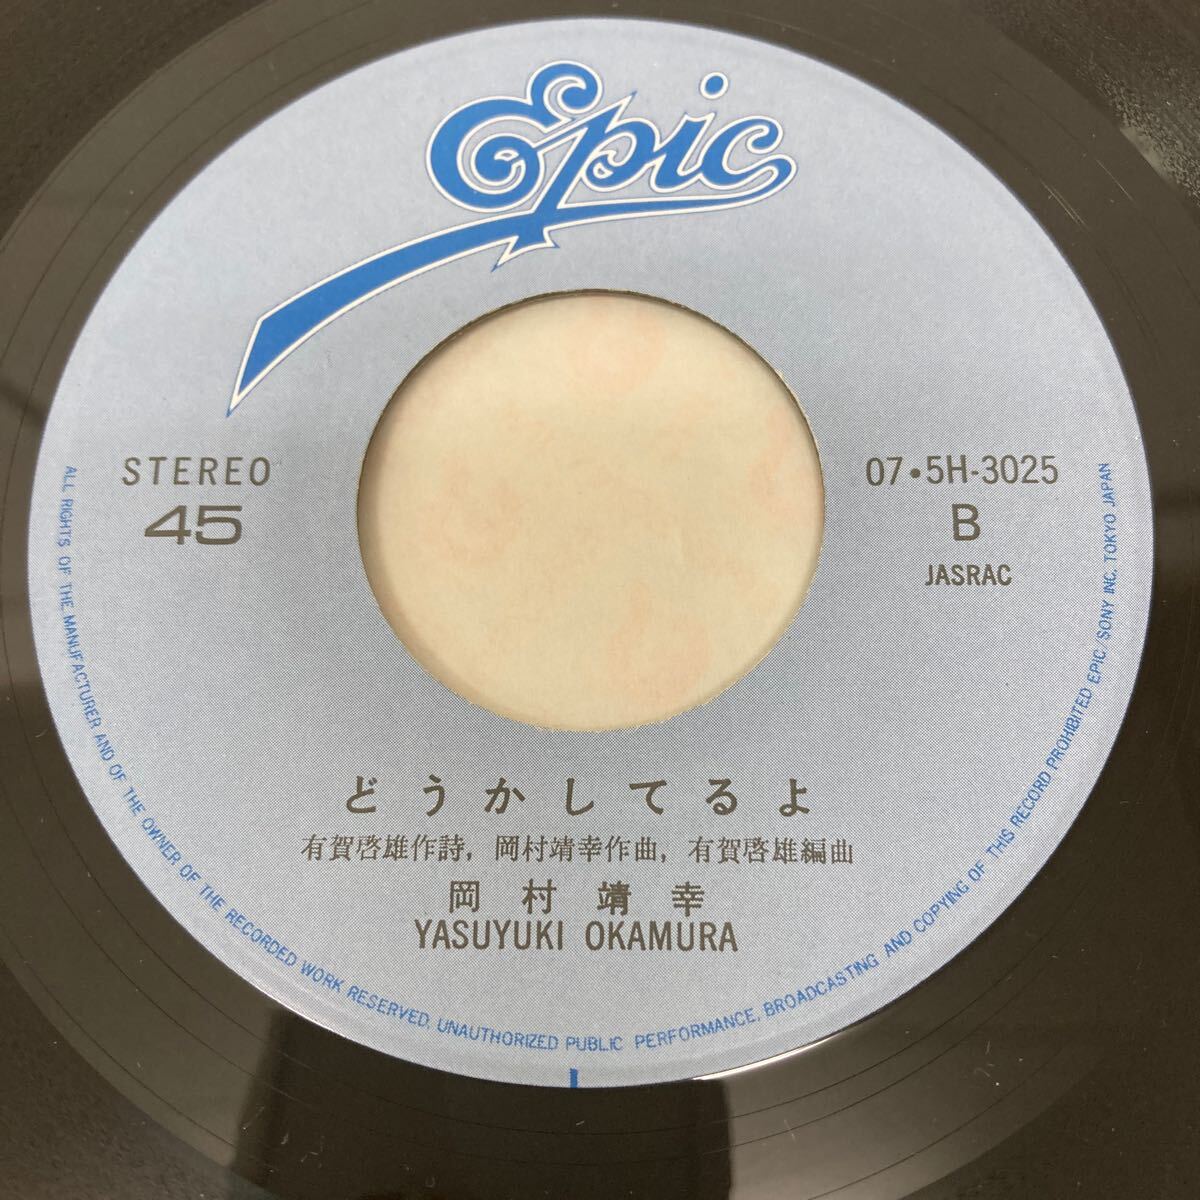 Epic
STEREO
45
07•5H-3025
B
JASRAC
どうかしてるよ
有賀啓雄作詩, 岡村靖幸作曲, 有賀啓雄編曲
岡村靖幸
YASUYUKI OKAMURA
ALL RIGHTS OF THE MANUFACTURER AND OF THE OWNER OF THE RECORDED WORK RESERVED. UNAUTHORIZED PUBLIC PERFORMANCE, BROADCASTING AND COPYING OF THIS RECORD PROHIBITED EPIC SONY INC. TOKYO JAPAN